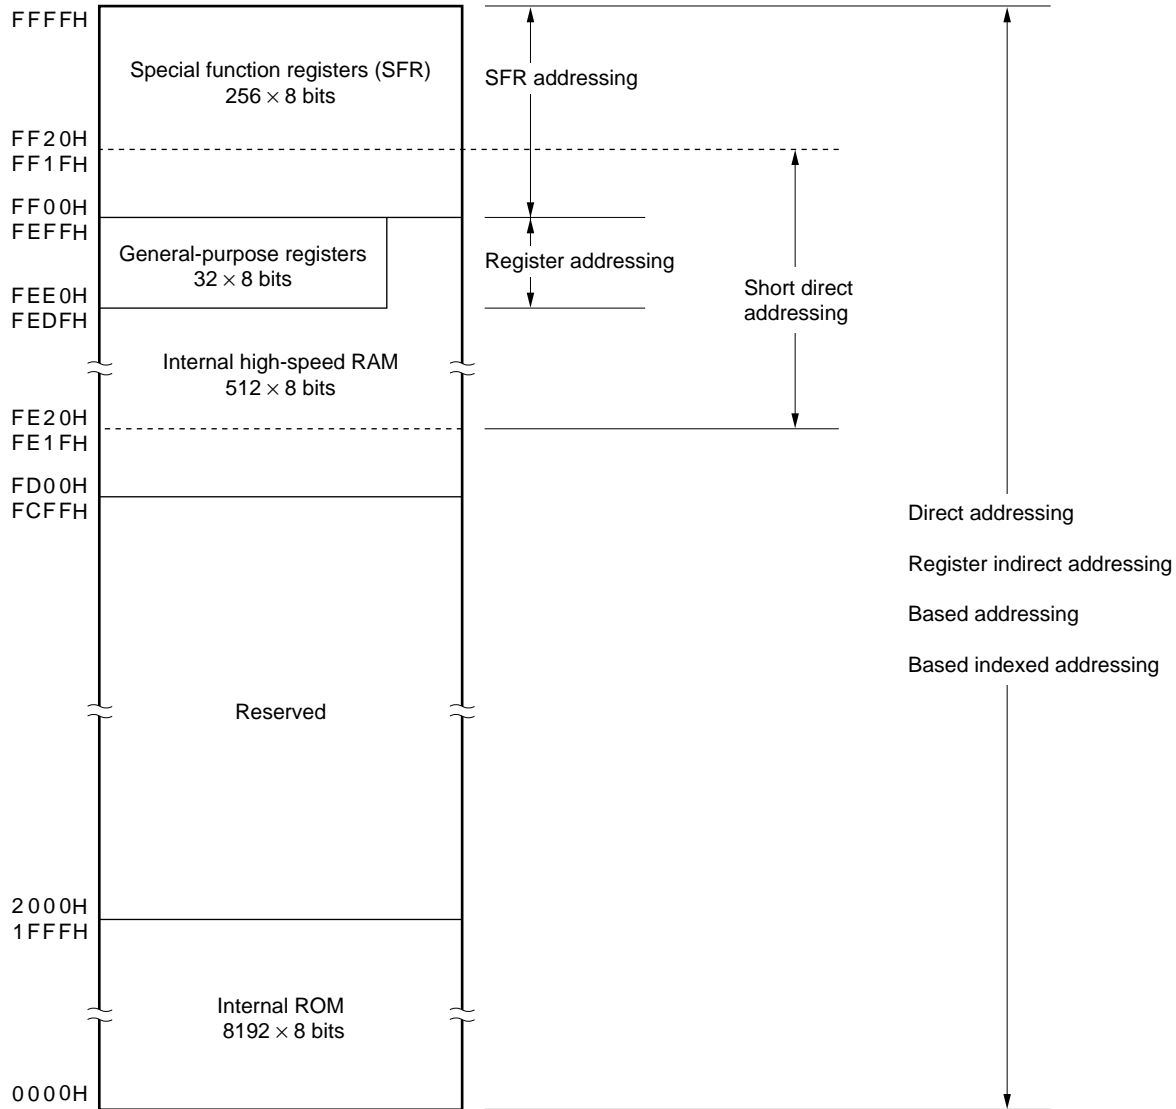 FFFFH
Special function registers (SFR)
256 × 8 bits
SFR addressing
FF20H
FF1FH
FF00H
FEFFH
General-purpose registers
32 × 8 bits
Register addressing
Short direct
addressing
FEE0H
FEDFH
Internal high-speed RAM
512 × 8 bits
FE20H
FE1FH
FD00H
FCFFH
Direct addressing
Register indirect addressing
Based addressing
Based indexed addressing
Reserved
2000H
1FFFH
Internal ROM
8192 × 8 bits
0000H